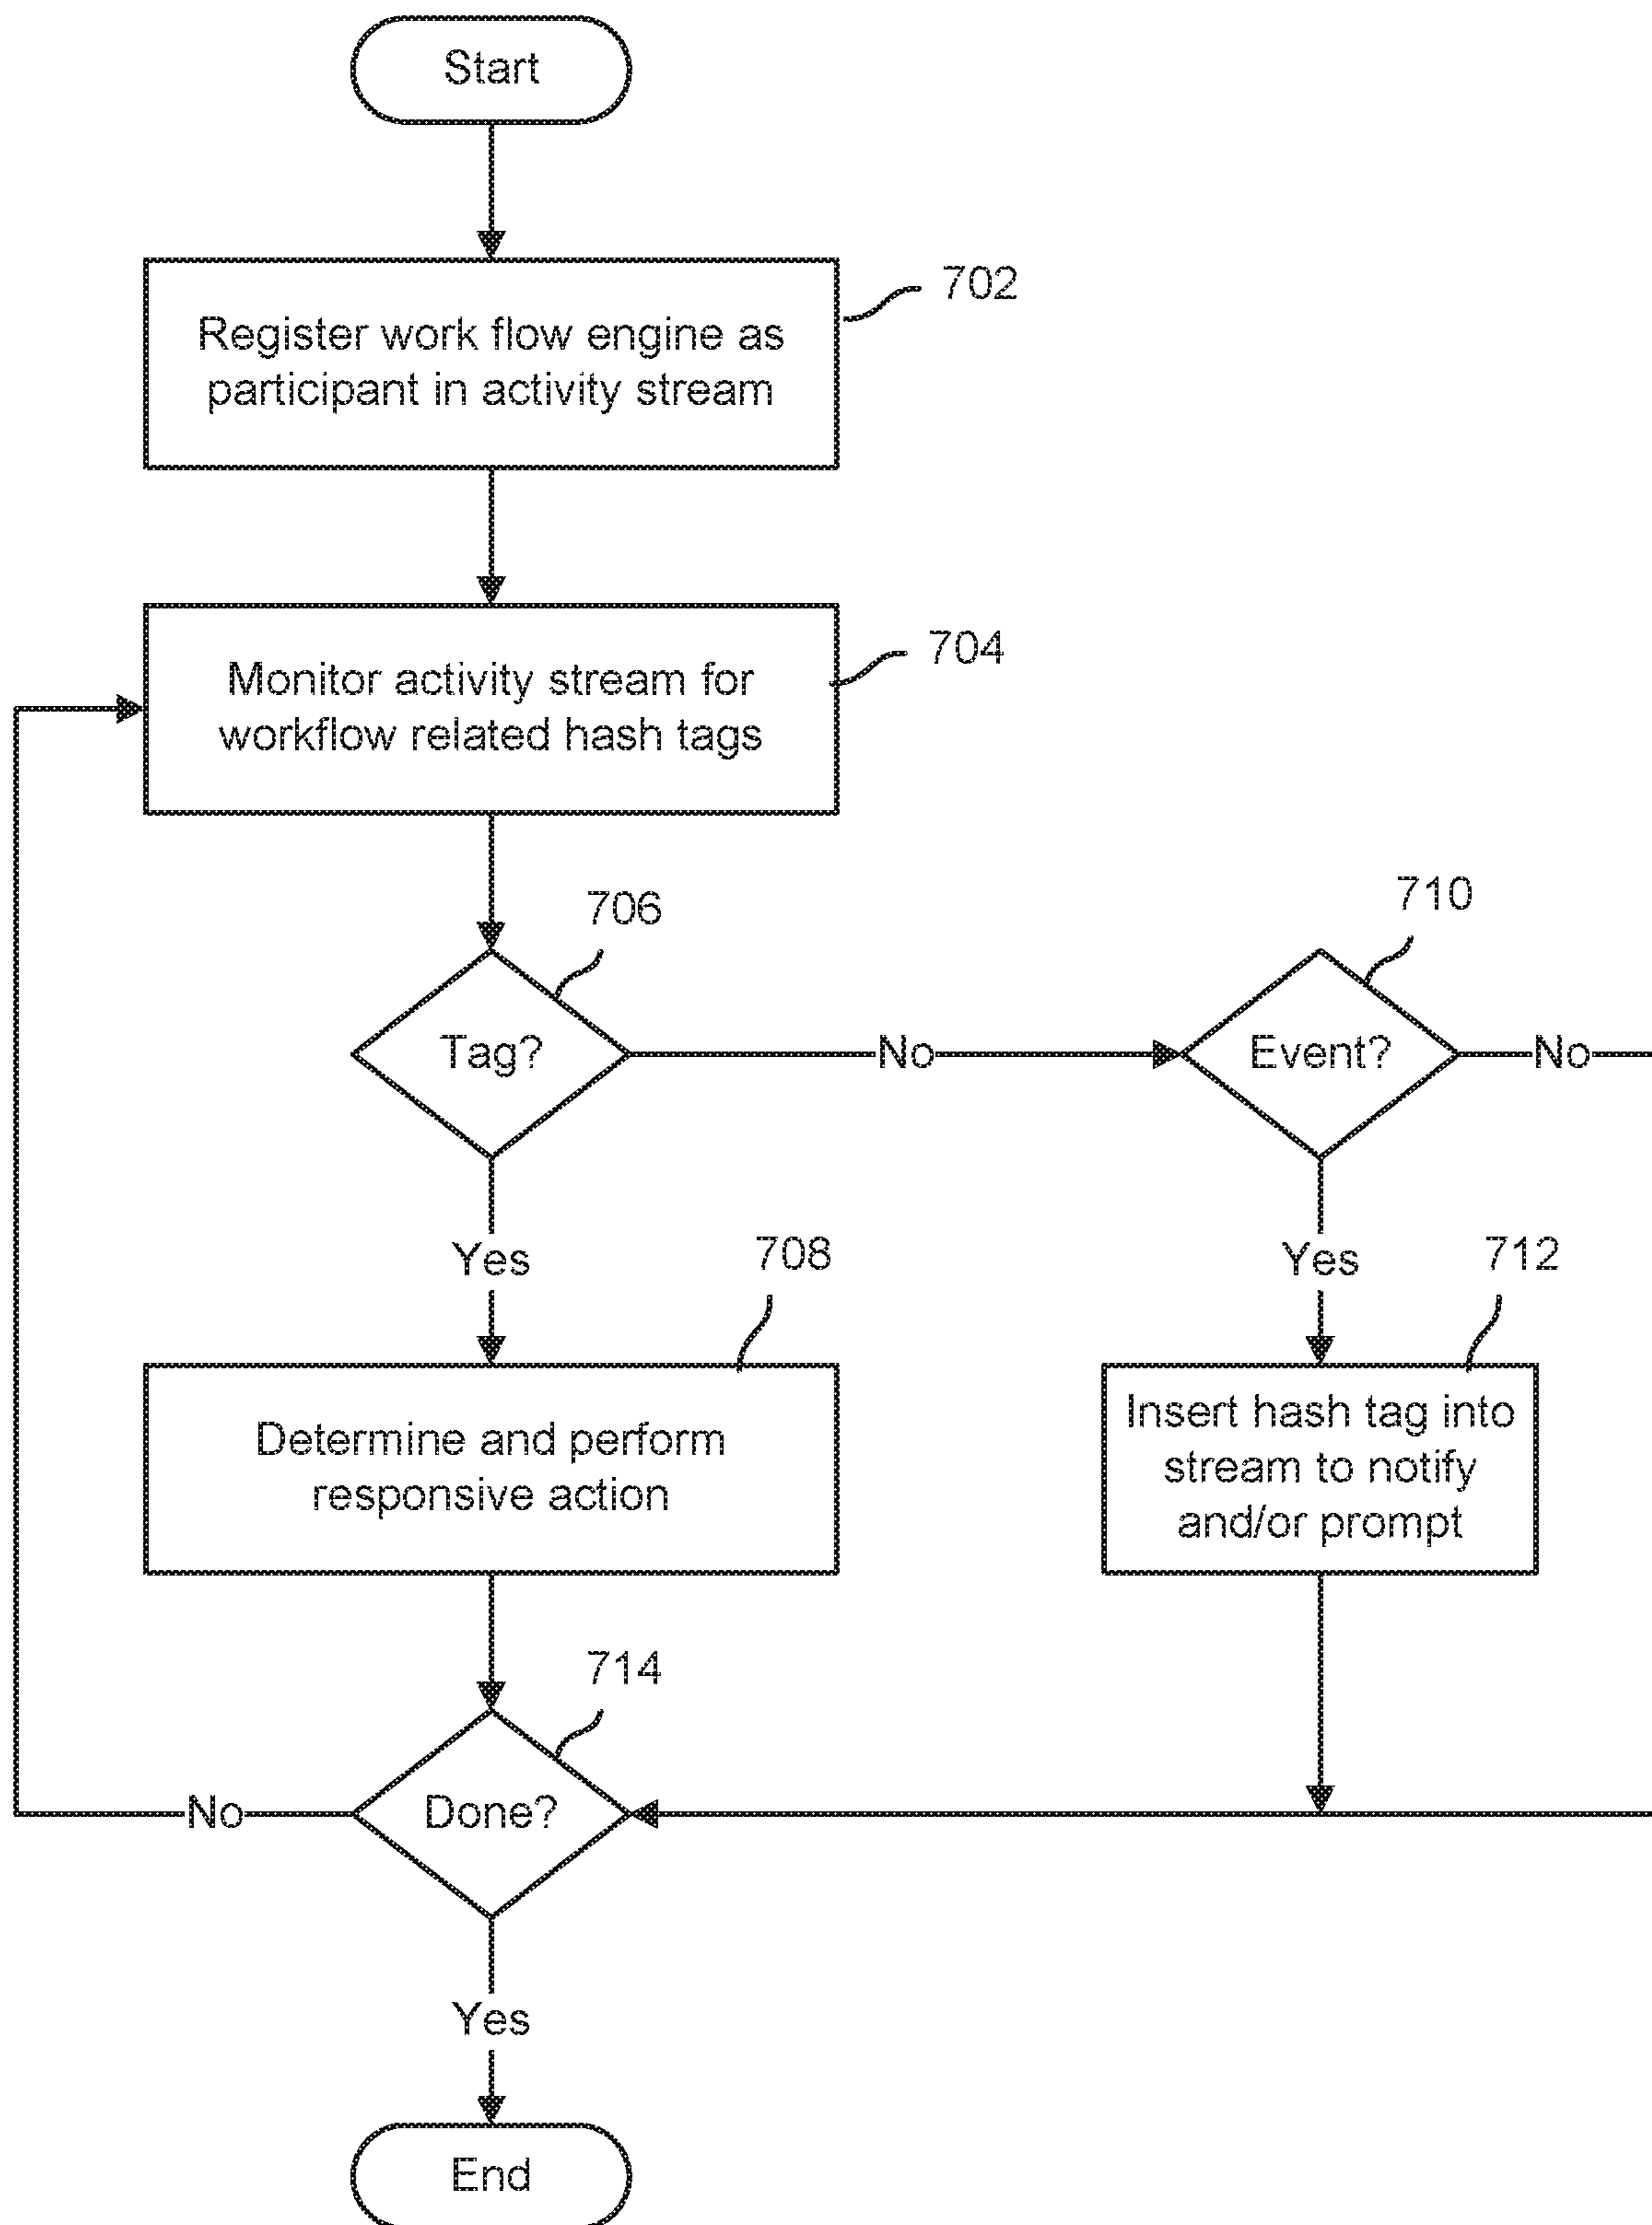 Start
702
Register work flow engine as
participant in activity stream
704
Monitor activity stream for
workflow related hash tags
706
710
Tag?
No
Event?
No
Yes
708
Yes
712
Determine and perform
responsive action
Insert hash tag into
stream to notify
and/or prompt
714
No
Done?
Yes
End